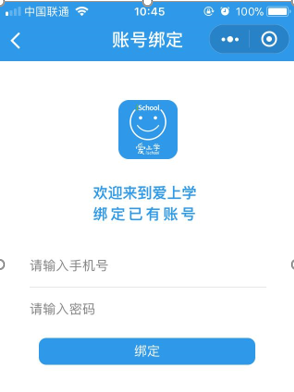 中国联通
10:45
100%
账号绑定
School
爱上学
欢迎来到爱上学
绑定已有账号
请输入手机号
请输入密码
绑定